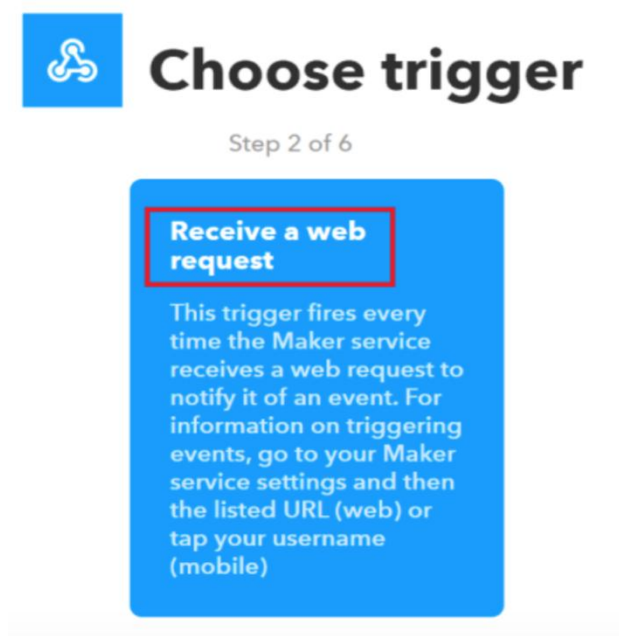 Choose trigger
Step 2 of 6
Receive a web
request
This trigger fires every
time the Maker service
receives a web request to
notify it of an event. For
information on triggering
events, go to your Maker
service settings and then
the listed URL (web) or
tap your username
(mobile)